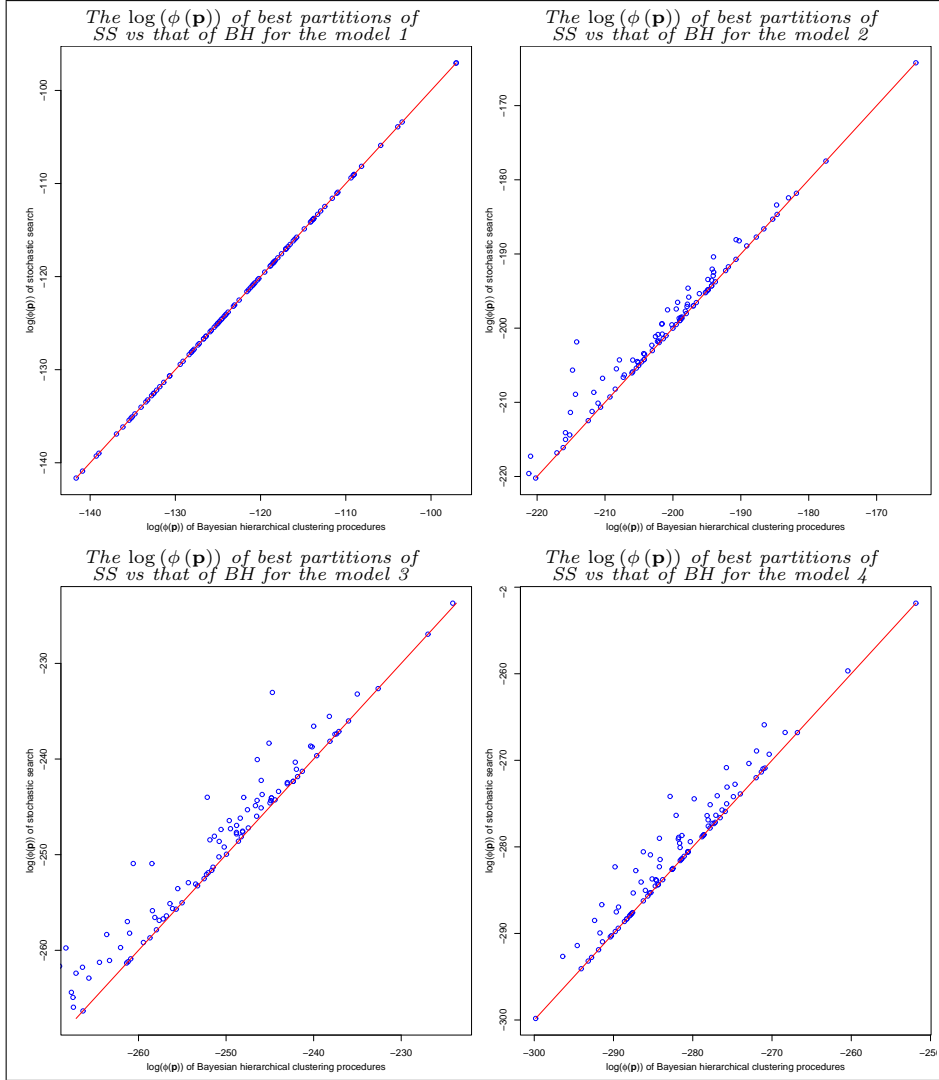 The log (ϕ (p)) of best partitions of
SS vs that of BH for the model 1
The log (ϕ (p)) of best partitions of
SS vs that of BH for the model 2
log(ϕ(p)) of stochastic search
−100
−110
−120
−130
−140
−140
−130
−120
−110
−100
log(ϕ(p)) of Bayesian hierarchical clustering procedures
log(ϕ(p)) of stochastic search
−170
−180
−190
−200
−210
−220
−220
−210
−200
−190
−180
−170
log(ϕ(p)) of Bayesian hierarchical clustering procedures
The log (ϕ (p)) of best partitions of
SS vs that of BH for the model 3
The log (ϕ (p)) of best partitions of
SS vs that of BH for the model 4
log(ϕ(p)) of stochastic search
−230
−240
−250
−260
−260
−250
−240
−230
log(ϕ(p)) of Bayesian hierarchical clustering procedures
log(ϕ(p)) of stochastic search
−2
−260
−270
−280
−290
−300
−300
−290
−280
−270
−260
−250
log(ϕ(p)) of Bayesian hierarchical clustering procedures